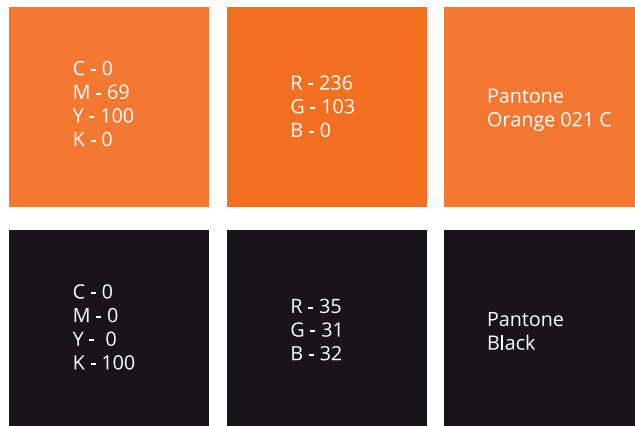 C - 0
M - 69
Y - 100
K - 0
R - 236
G - 103
B - 0
Pantone
Orange 021 C
C - 0
M - 0
Y -  0
K - 100
R - 35
G - 31
B - 32
Pantone
Black